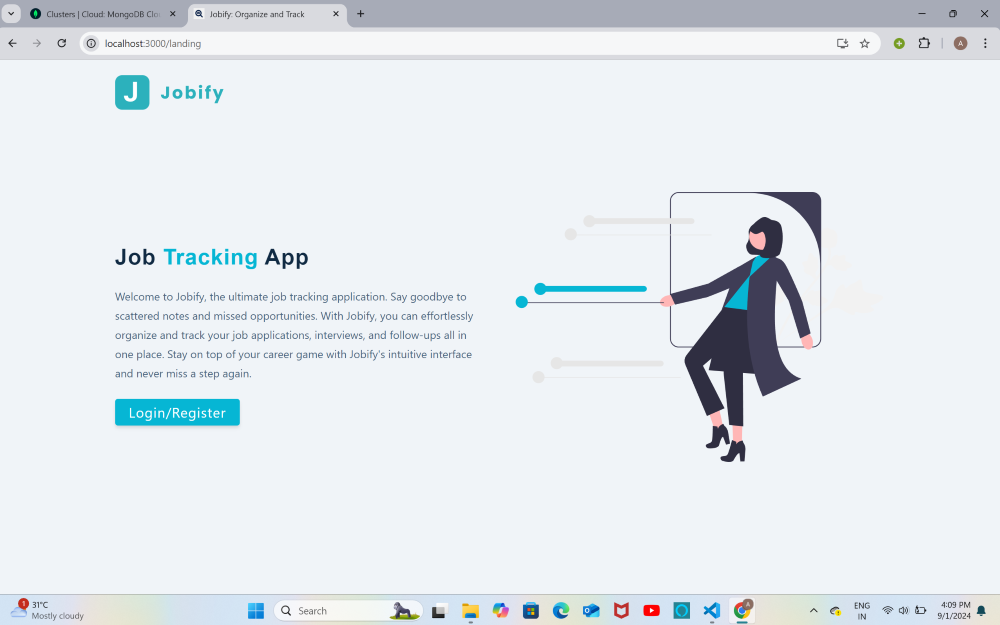 Clusters | Cloud: MongoDB Clo
Jobify: Organize and Track
localhost:3000/landing
A
J Jobify
Job Tracking App
Welcome to Jobify, the ultimate job tracking application. Say goodbye to
scattered notes and missed opportunities. With Jobify, you can effortlessly
organize and track your job applications, interviews, and follow-ups all in
one place. Stay on top of your career game with Jobify's intuitive interface
and never miss a step again.
Login/Register
1
31°C
Mostly cloudy
Search
A
ENG
IN
4:09 PM
9/1/2024